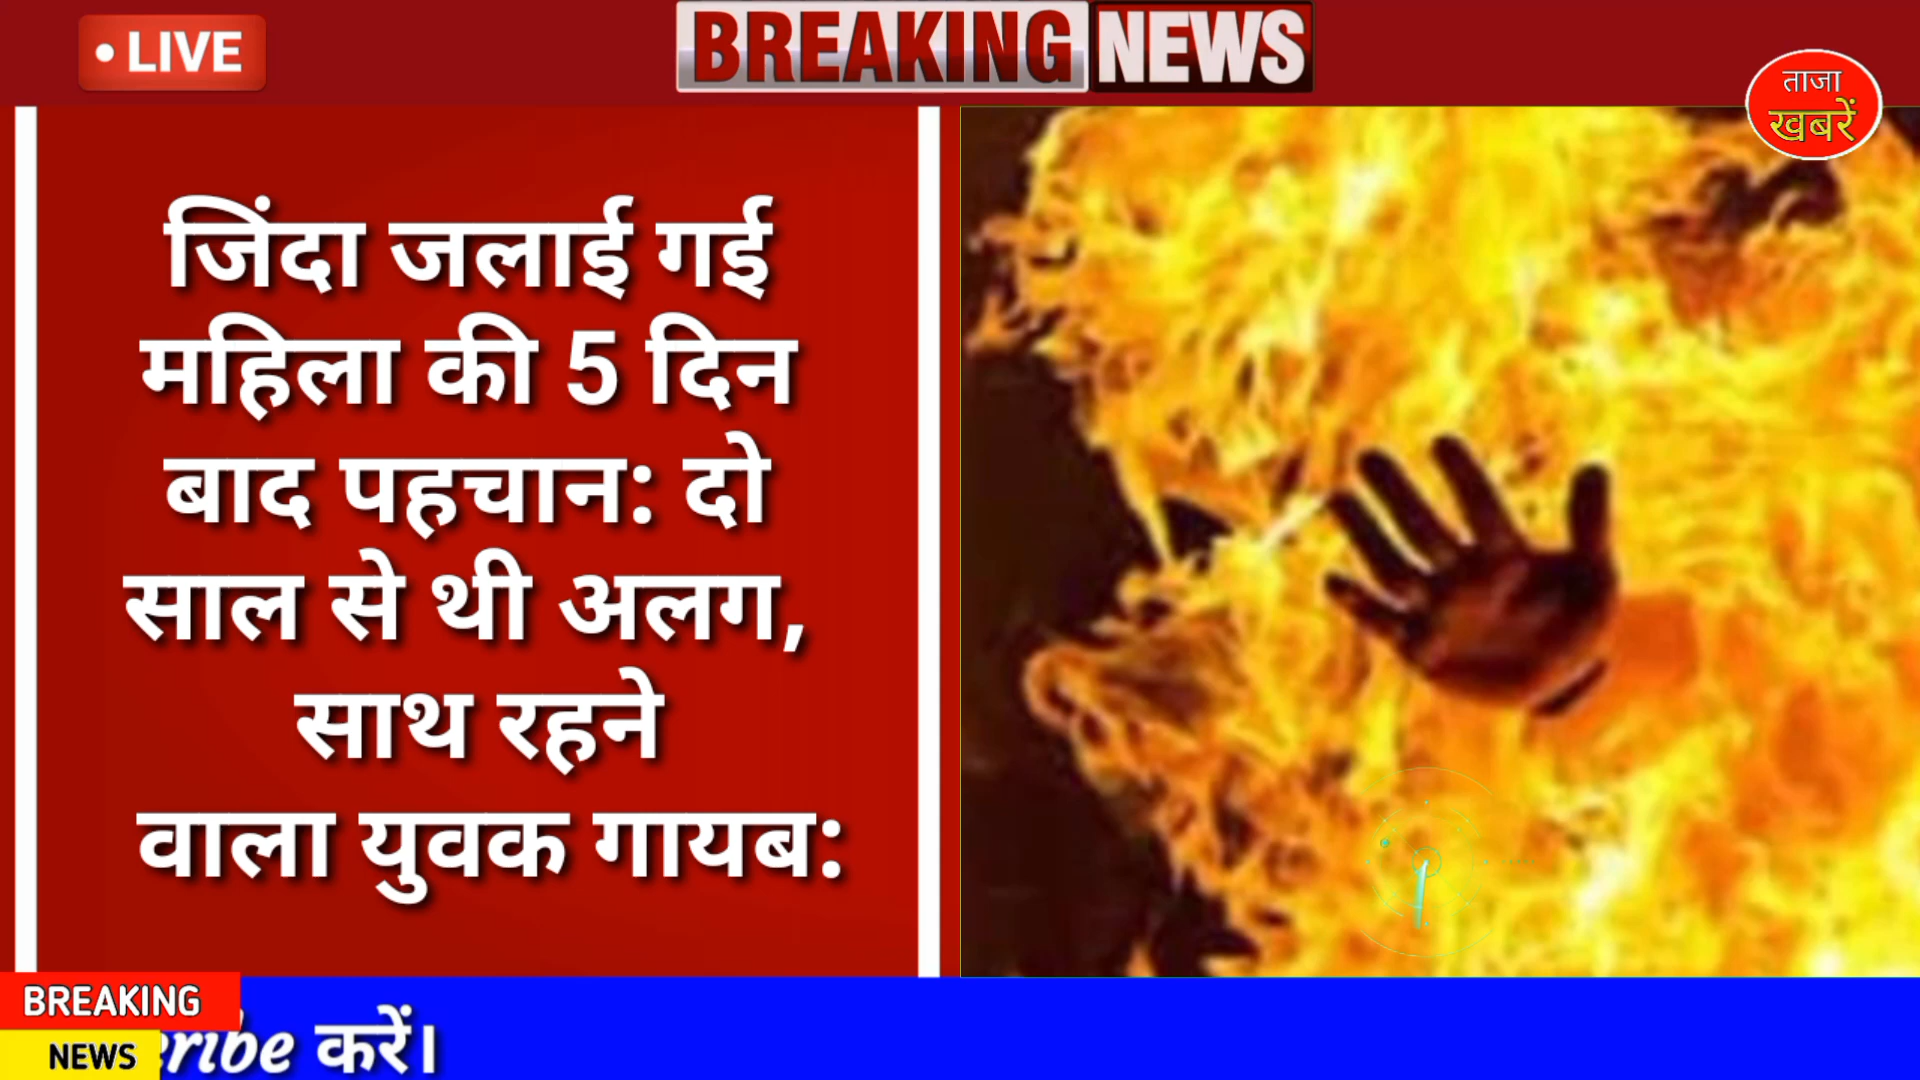 • LIVE
BREAKING NEWS
ताजा
खबरें
जिंदा जलाई गई
महिला की 5 दिन
बाद पहचान: दो
साल से थी अलग,
साथ रहने
वाला युवक गायब:
BREAKING
NEWS
करें।